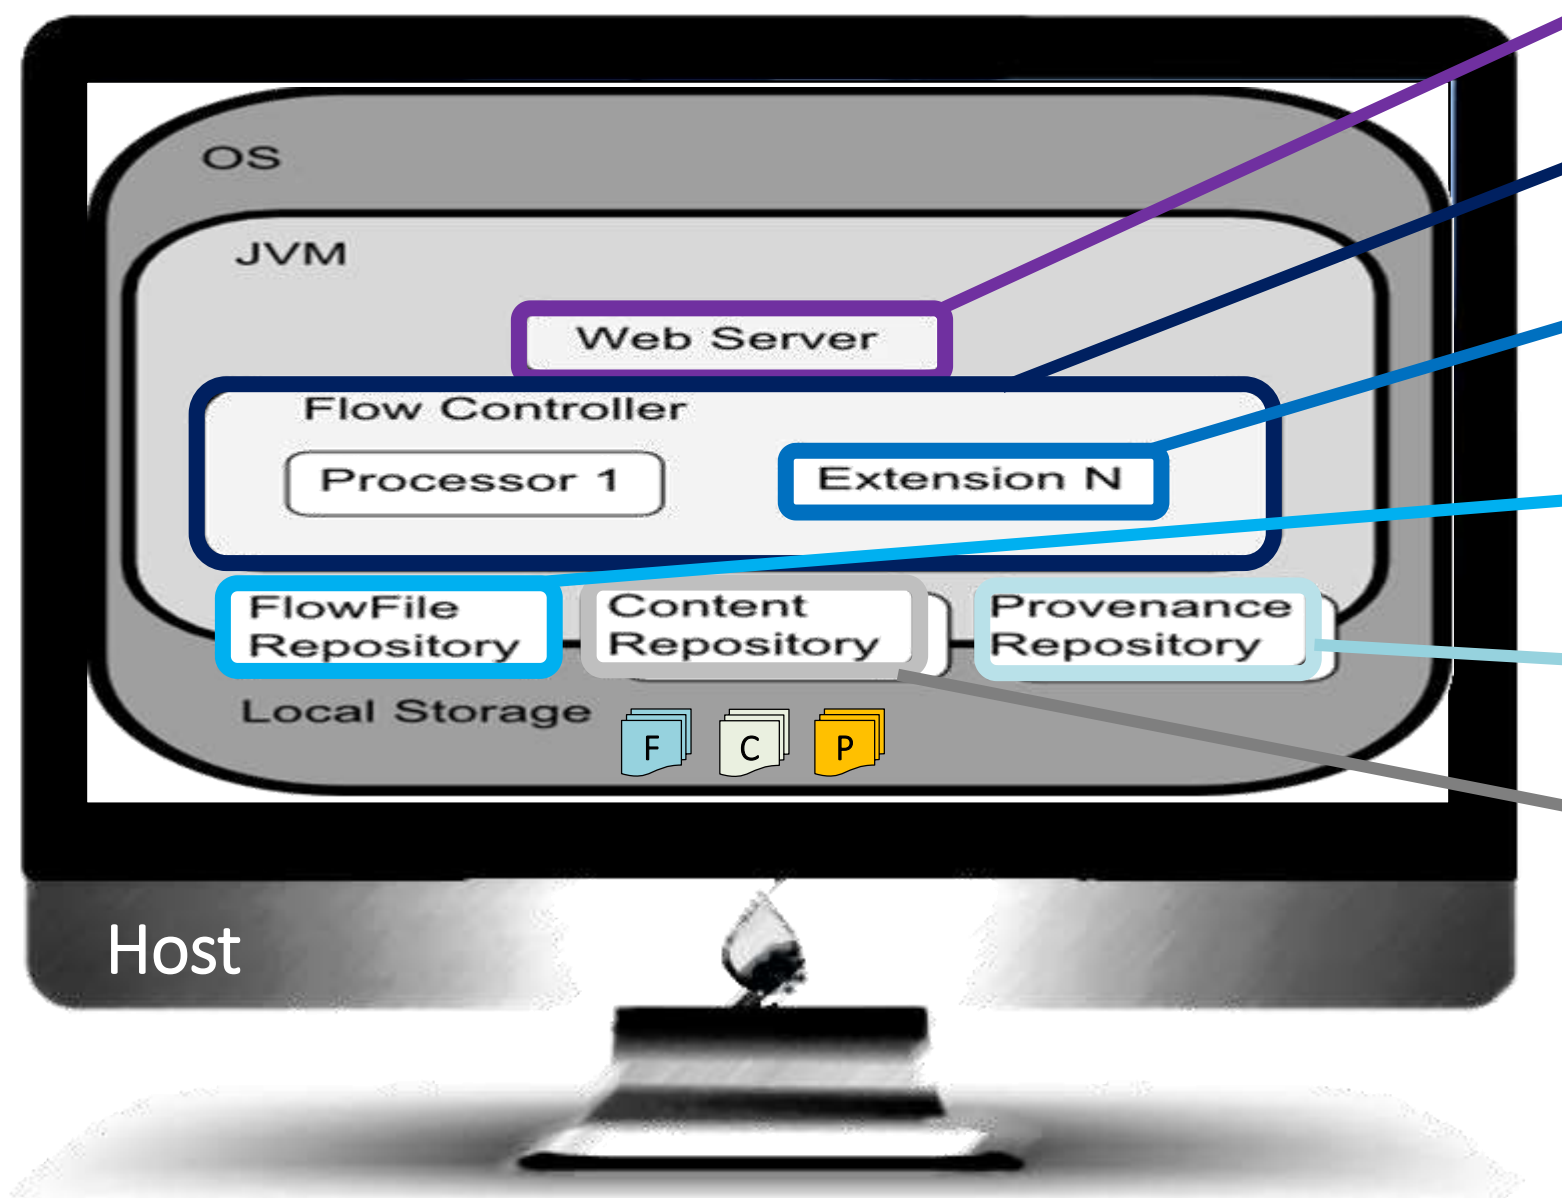 OS
JVM
Web Server
Flow Controller
Processor 1
Extension N
FlowFile
Repository
Content
Repository
Provenance
Repository
Local Storage
F
C
P
Host